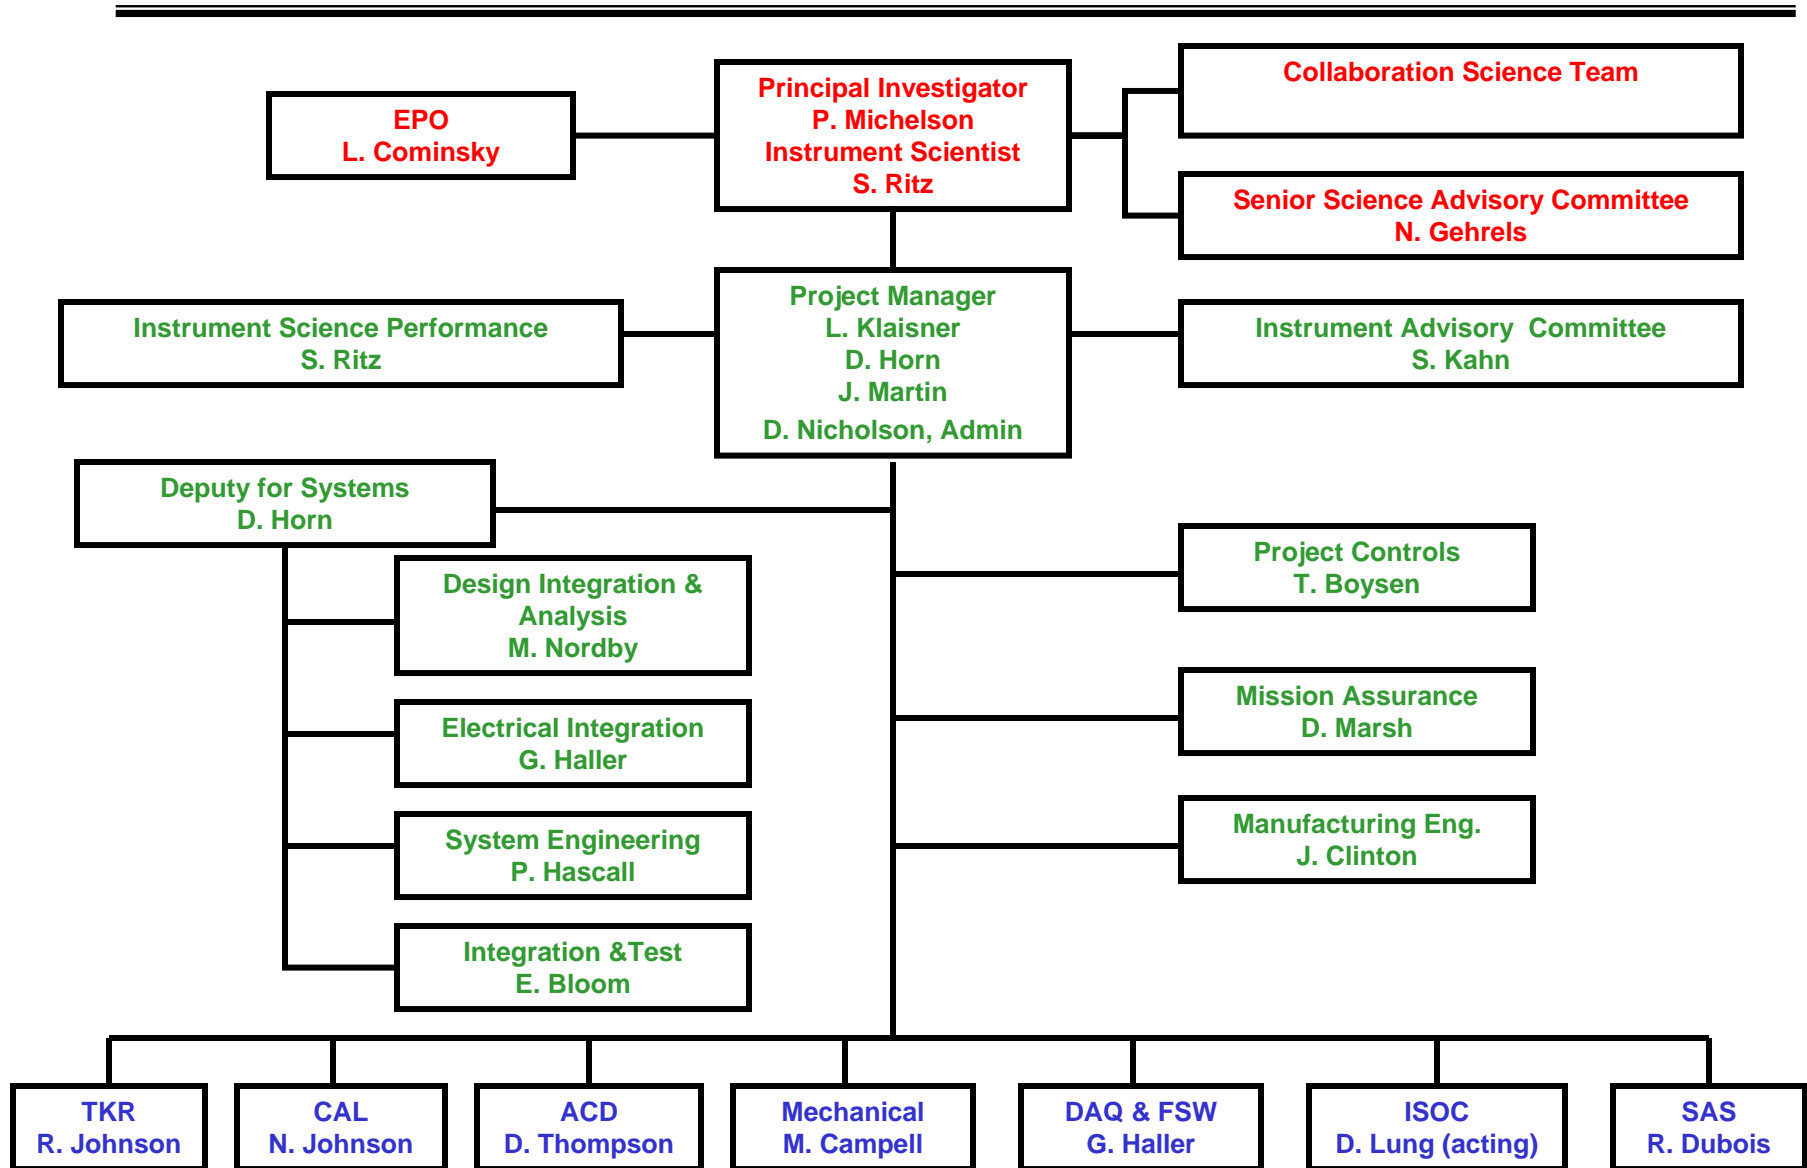 Principal Investigator
P. Michelson
Instrument Scientist
S. Ritz
EPO
L. Cominsky
Collaboration Science Team
Senior Science Advisory Committee
N. Gehrels
Project Manager
L. Klaisner
D. Horn
J. Martin
D. Nicholson, Admin
Instrument Science Performance
S. Ritz
Instrument Advisory  Committee
S. Kahn
Deputy for Systems
D. Horn
Design Integration &
Analysis
M. Nordby
Electrical Integration
G. Haller
System Engineering
P. Hascall
Integration &Test
E. Bloom
Project Controls
T. Boysen
Mission Assurance
D. Marsh
Manufacturing Eng.
J. Clinton
TKR
R. Johnson
CAL
N. Johnson
ACD
D. Thompson
Mechanical
M. Campell
DAQ & FSW
G. Haller
ISOC
D. Lung (acting)
SAS
R. Dubois